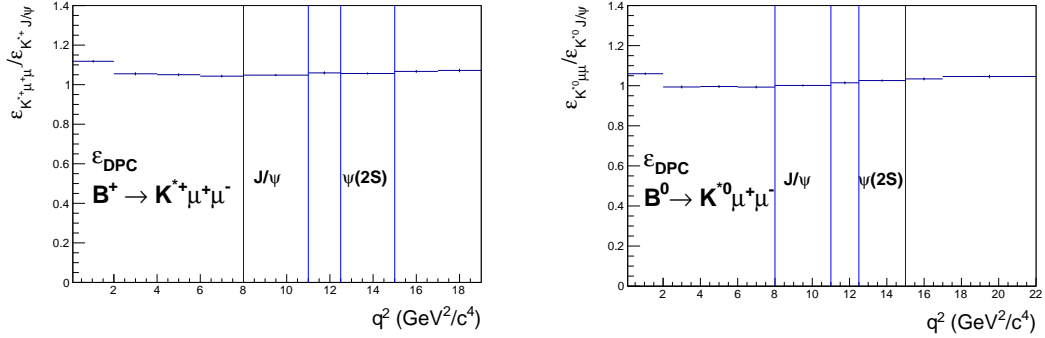 ε_{K*+μ+μ}/ε_{K*+ J/ψ}
1.4
1.2
1
0.8
0.6
0.4
0.2
0
ε_DPC
B⁺ → K*⁺μ⁺μ⁻
J/ψ
ψ(2S)
2 4 6 8 10 12 14 16 18
q² (GeV²/c⁴)
ε_{K*0μμ}/ε_{K*0 J/ψ}
1.4
1.2
1
0.8
0.6
0.4
0.2
0
ε_DPC
B⁰ → K*⁰μ⁺μ⁻
J/ψ
ψ(2S)
2 4 6 8 10 12 14 16 18 20 22
q² (GeV²/c⁴)